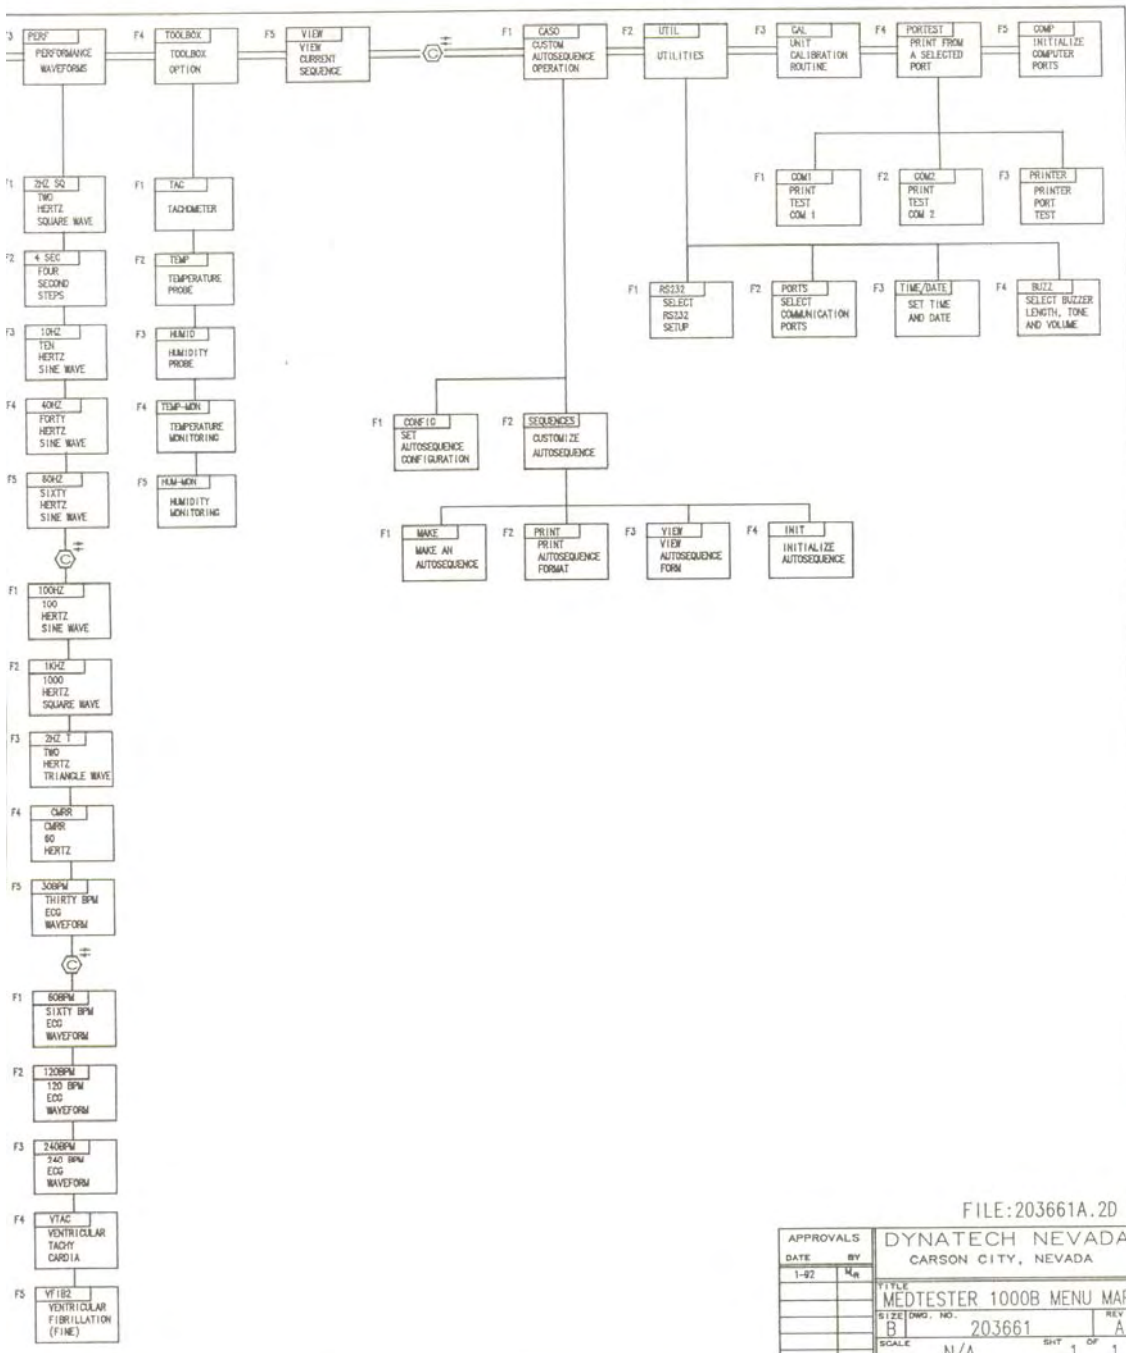 F3 PERF
PERFORMANCE
WAVEFORMS
F4 TOOLBOX
TOOLBOX
OPTION
F5 VIEW
VIEW
CURRENT
SEQUENCE
C
F1 CASO
CUSTOM
AUTOSEQUENCE
OPERATION
F2 UTIL
UTILITIES
F3 CAL
UNIT
CALIBRATION
ROUTINE
F4 PORTEST
PRINT FROM
A SELECTED
PORT
F5 COMP
INITIALIZE
COMPUTER
PORTS
F1 COM1
PRINT
TEST
COM 1
F2 COM2
PRINT
TEST
COM 2
F3 PRINTER
PRINTER
PORT
TEST
F1 RS232
SELECT
RS232
SETUP
F2 PORTS
SELECT
COMMUNICATION
PORTS
F3 TIME/DATE
SET TIME
AND DATE
F4 BUZZ
SELECT BUZZER
LENGTH, TONE
AND VOLUME
F1 CONFIG
SET
AUTOSEQUENCE
CONFIGURATION
F2 SEQUENCES
CUSTOMIZE
AUTOSEQUENCE
F1 MAKE
MAKE AN
AUTOSEQUENCE
F2 PRINT
PRINT
AUTOSEQUENCE
FORMAT
F3 VIEW
VIEW
AUTOSEQUENCE
FORM
F4 INIT
INITIALIZE
AUTOSEQUENCE
F1 TAC
TACHOMETER
F2 TEMP
TEMPERATURE
PROBE
F3 HUMID
HUMIDITY
PROBE
F4 TEMP-MON
TEMPERATURE
MONITORING
F5 HUM-MON
HUMIDITY
MONITORING
F1 2HZ SQ
TWO
HERTZ
SQUARE WAVE
F2 4 SEC
FOUR
SECOND
STEPS
F3 10HZ
TEN
HERTZ
SINE WAVE
F4 40HZ
FORTY
HERTZ
SINE WAVE
F5 60HZ
SIXTY
HERTZ
SINE WAVE
C
F1 100HZ
100
HERTZ
SINE WAVE
F2 1KHZ
1000
HERTZ
SQUARE WAVE
F3 2HZ T
TWO
HERTZ
TRIANGLE WAVE
F4 CMRR
CMRR
60
HERTZ
F5 30BPM
THIRTY BPM
ECG
WAVEFORM
C
F1 60BPM
SIXTY BPM
ECG
WAVEFORM
F2 120BPM
120 BPM
ECG
WAVEFORM
F3 240BPM
240 BPM
ECG
WAVEFORM
F4 VTAC
VENTRICULAR
TACHY
CARDIA
F5 VFIB2
VENTRICULAR
FIBRILLATION
(FINE)
FILE:203661A.2D
APPROVALS
DATE BY
1-92
DYNATECH NEVADA
CARSON CITY, NEVADA
TITLE
MEDTESTER 1000B MENU MAP
SIZE DWG. NO. REV
B 203661 A
SCALE N/A SHT 1 OF 1